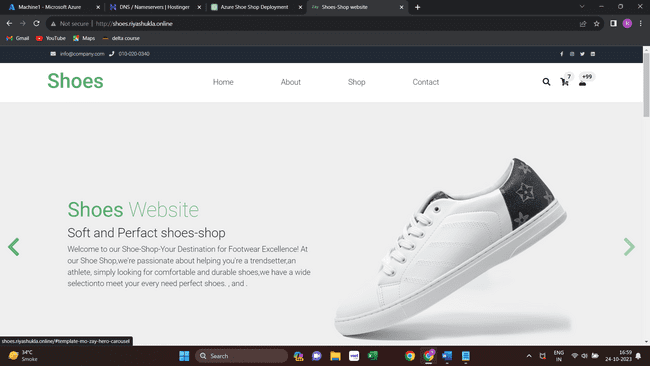 Machine1 - Microsoft Azure
DNS / Nameservers | Hostinger
Azure Shoe Shop Deployment
Shoes-Shop website
Not secure | http://shoes.riyashukla.online
Gmail YouTube Maps delta course
info@company.com 010-020-0340
Shoes
Home About Shop Contact
7 +99
Shoes Website
Soft and Perfect shoes-shop
Welcome to our Shoe-Shop-Your Destination for Footwear Excellence! At
our Shoe Shop,we're passionate about helping you're a trendsetter,an
athlete, simply looking for comfortable and durable shoes,we have a wide
selectionto meet your every need perfect shoes. , and .
shoes.riyashukla.online/#template-mo-zay-hero-carousel
34°C
Smoke
Search
ENG
IN
16:59
24-10-2023